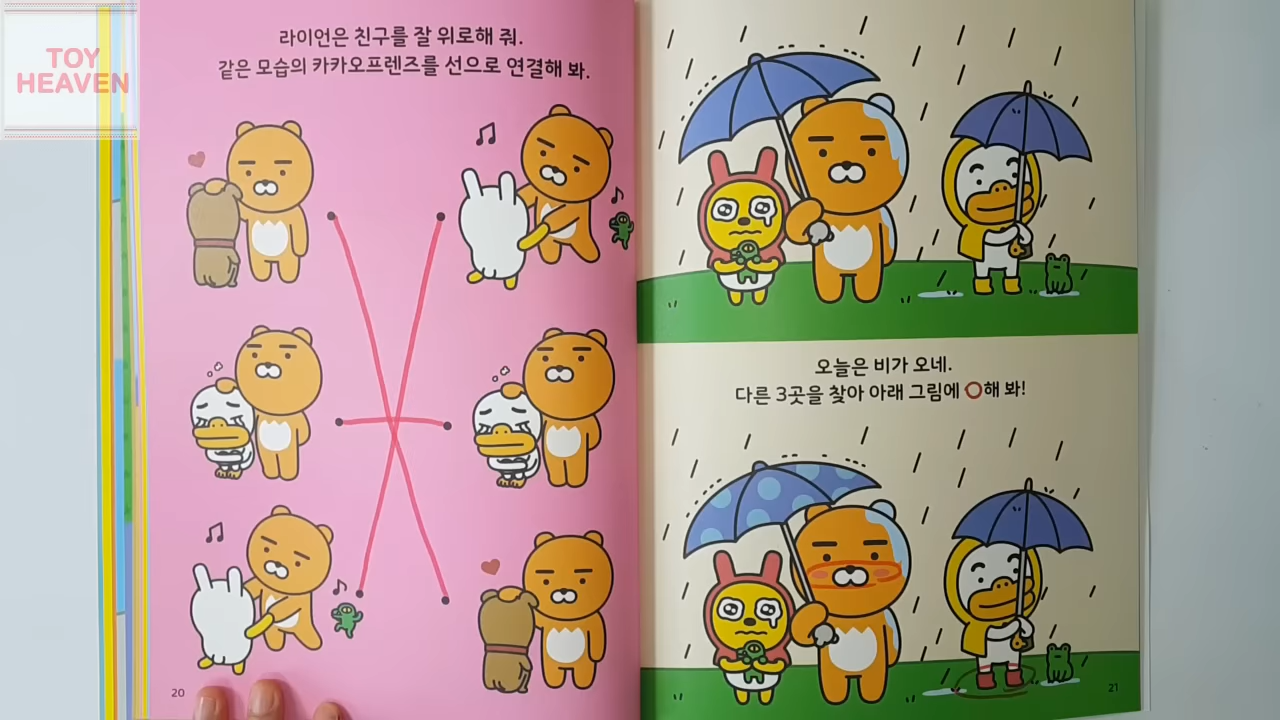 TOY
HEAVEN
라이언은 친구를 잘 위로해 줘.
같은 모습의 카카오프렌즈를 선으로 연결해 봐.
20
오늘은 비가 오네.
다른 3곳을 찾아 아래 그림에 ○해 봐!
21